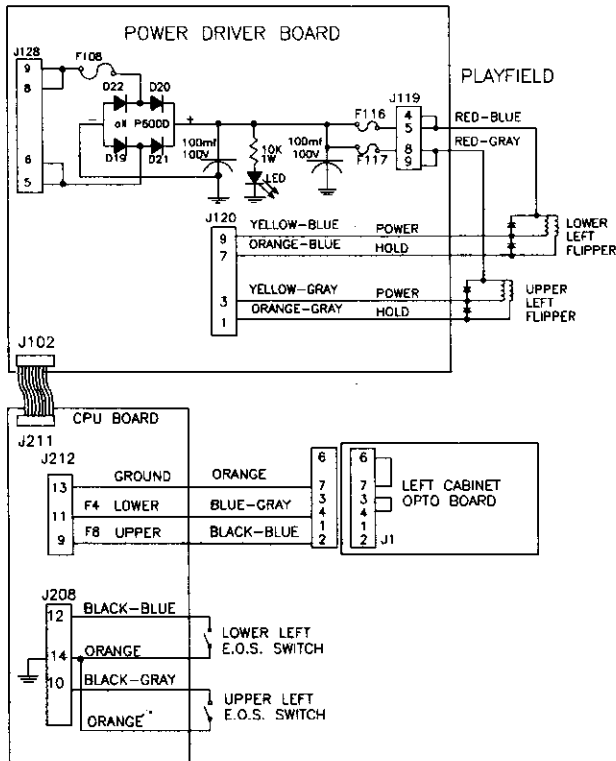 POWER DRIVER BOARD
J128
F108
9
8
6
5
D22 D20
- +
aN P600D
D19 D21
100mf
100V
10K
1W
LED
100mf
100V
F116
F117
J119
4
5
8
9
PLAYFIELD
RED-BLUE
RED-GRAY
J120
9 YELLOW-BLUE POWER
7 ORANGE-BLUE HOLD
LOWER
LEFT
FLIPPER
3 YELLOW-GRAY POWER
1 ORANGE-GRAY HOLD
UPPER
LEFT
FLIPPER
J102
J211
CPU BOARD
J212
13 GROUND ORANGE
11 F4 LOWER BLUE-GRAY
9 F6 UPPER BLACK-BLUE
6
7
3
4
1
2
6
7
3
4
1
2
J1
LEFT CABINET
OPTO BOARD
J208
12 BLACK-BLUE
14 ORANGE
LOWER LEFT
E.O.S. SWITCH
10 BLACK-GRAY
ORANGE
UPPER LEFT
E.O.S. SWITCH